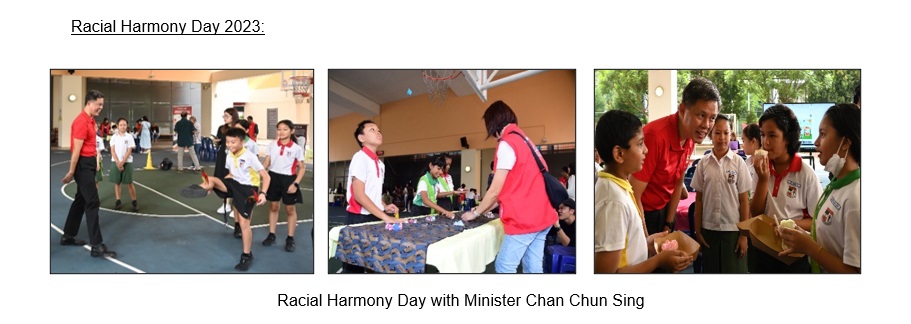 Racial Harmony Day 2023:
Racial Harmony Day with Minister Chan Chun Sing